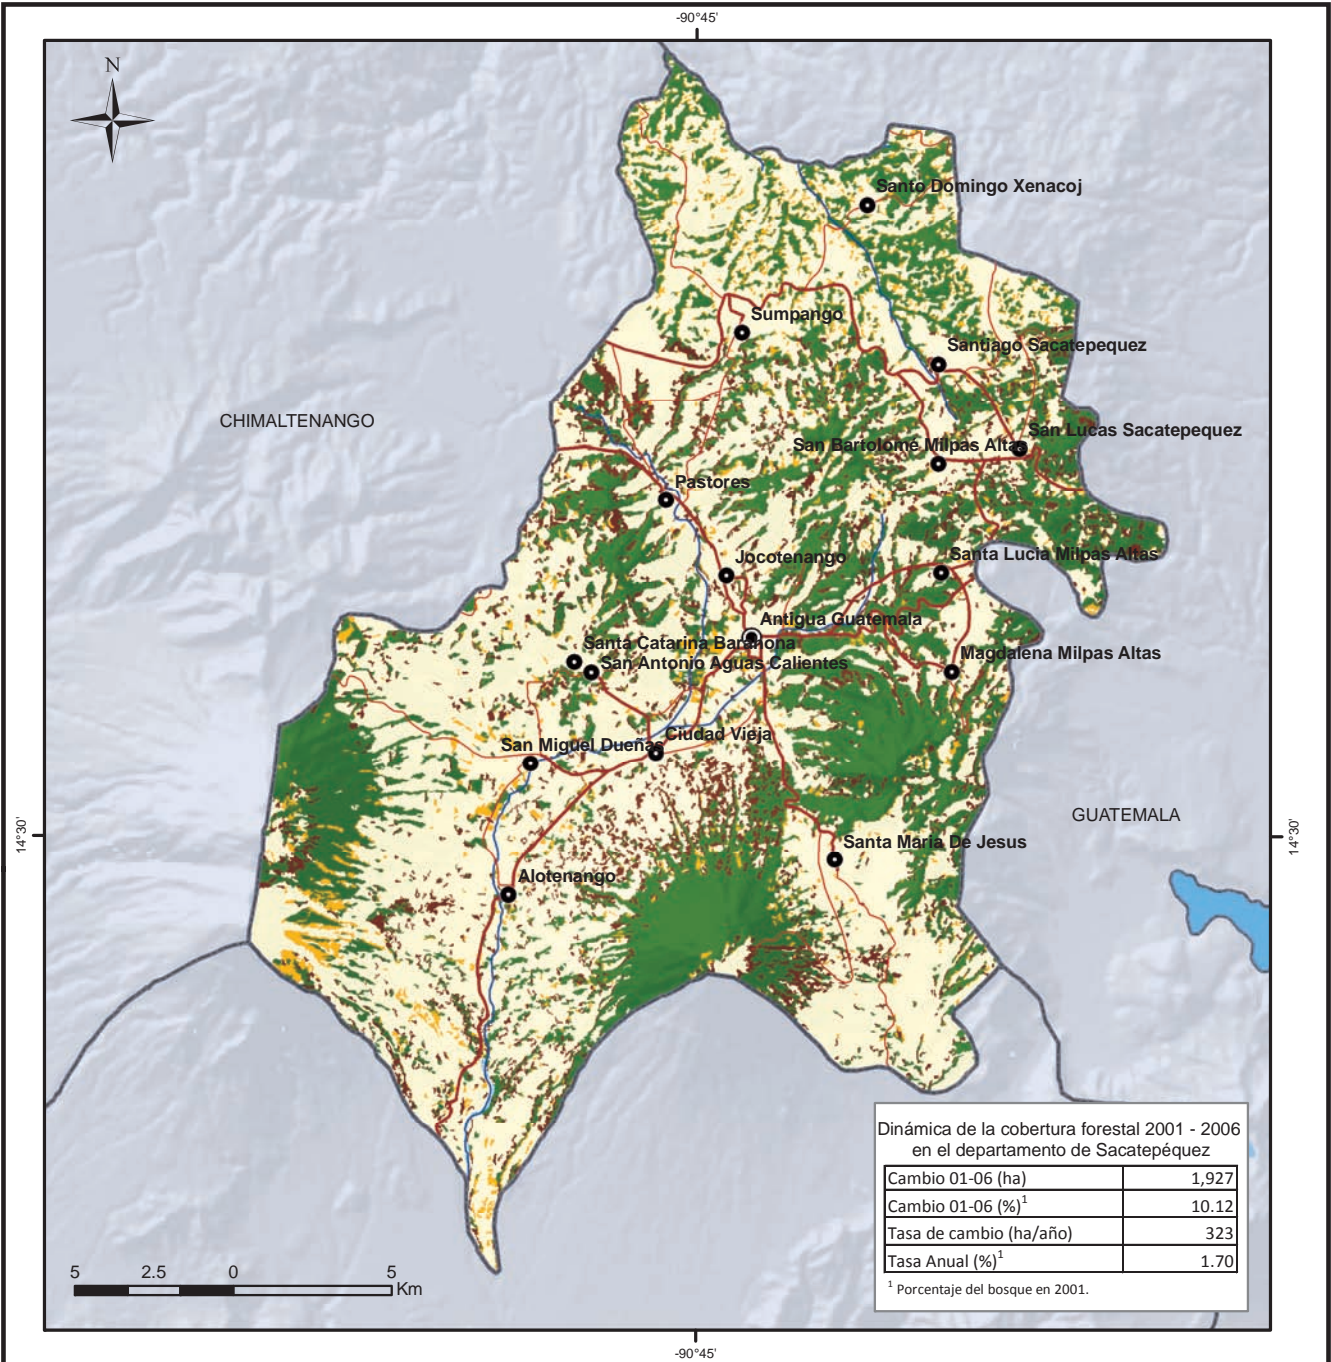 -90°45'
N
Santo Domingo Xenacoj
Sumpango
Santiago Sacatepequez
CHIMALTENANGO
San Lucas Sacatepequez
San Bartolomé Milpas Altas
Pastores
Jocotenango
Santa Lucia Milpas Altas
Antigua Guatemala
Santa Catarina Barahona
Magdalena Milpas Altas
San Antonio Aguas Calientes
Ciudad Vieja
San Miguel Dueñas
GUATEMALA
14°30'
14°30'
Santa Maria De Jesus
Alotenango
Dinámica de la cobertura forestal 2001 - 2006
en el departamento de Sacatepéquez
Cambio 01-06 (ha) 1,927
Cambio 01-06 (%)1 10.12
Tasa de cambio (ha/año) 323
Tasa Anual (%)1 1.70
1 Porcentaje del bosque en 2001.
5 2.5 0 5
Km
-90°45'